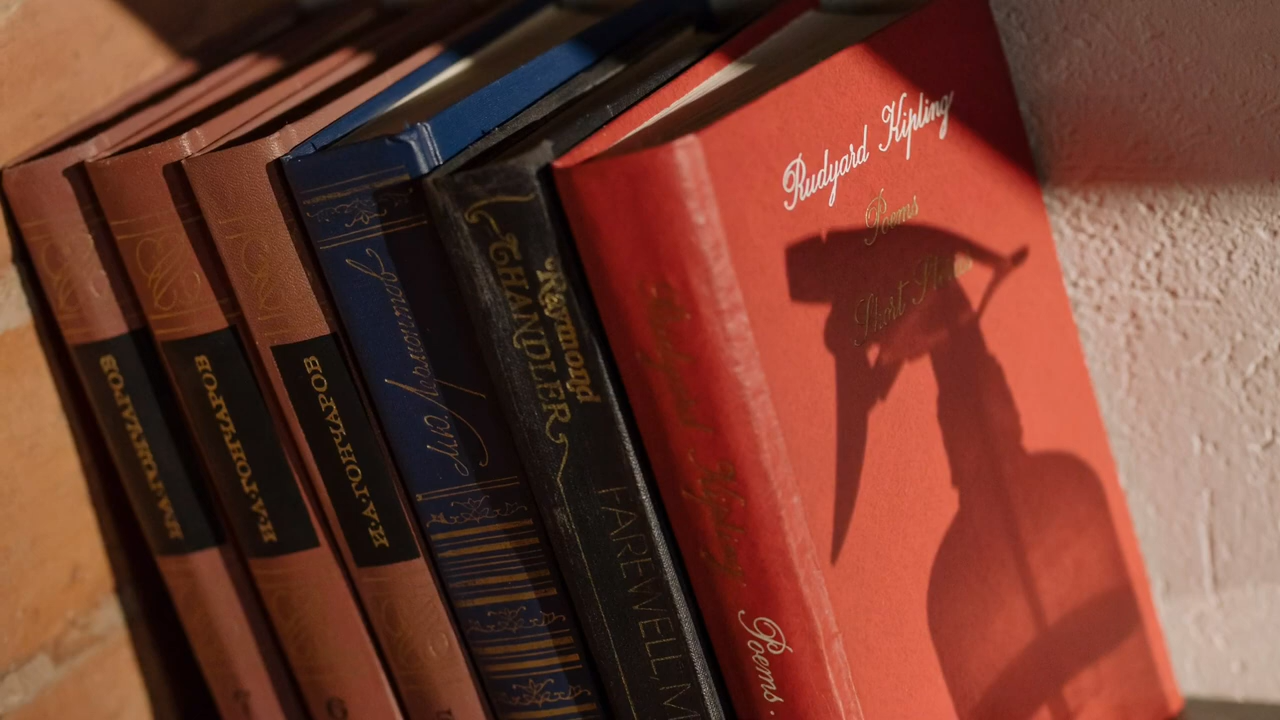 И·А·ГОНЧАРОВ
И·А·ГОНЧАРОВ
И·А·ГОНЧАРОВ
М.Ю. Лермонтов
Raymond
CHANDLER
FAREWELL,
Rudyard Kipling
Poems.
Rudyard Kipling
Poems
Short Stories